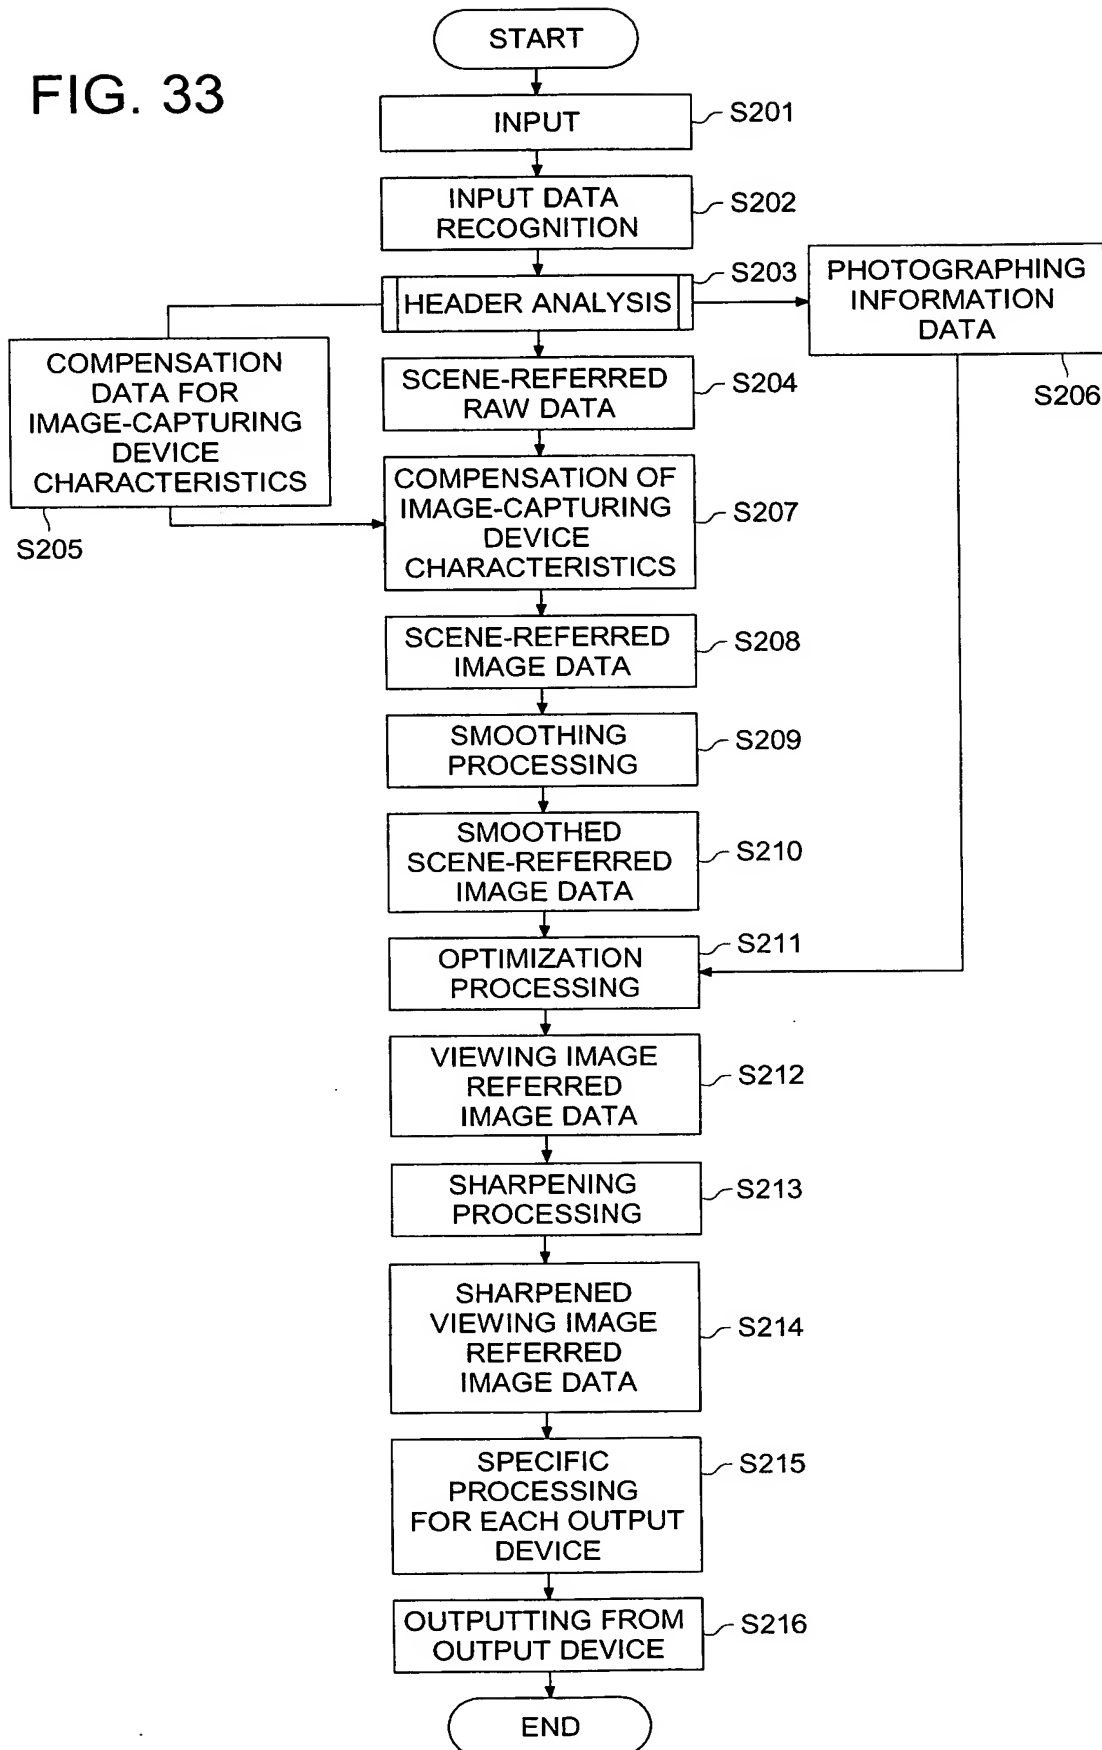 FIG. 33
START
INPUT
S201
INPUT DATA
RECOGNITION
S202
HEADER ANALYSIS
S203
PHOTOGRAPHING
INFORMATION
DATA
S206
COMPENSATION
DATA FOR
IMAGE-CAPTURING
DEVICE
CHARACTERISTICS
S205
SCENE-REFERRED
RAW DATA
S204
COMPENSATION OF
IMAGE-CAPTURING
DEVICE
CHARACTERISTICS
S207
SCENE-REFERRED
IMAGE DATA
S208
SMOOTHING
PROCESSING
S209
SMOOTHED
SCENE-REFERRED
IMAGE DATA
S210
OPTIMIZATION
PROCESSING
S211
VIEWING IMAGE
REFERRED
IMAGE DATA
S212
SHARPENING
PROCESSING
S213
SHARPENED
VIEWING IMAGE
REFERRED
IMAGE DATA
S214
SPECIFIC
PROCESSING
FOR EACH OUTPUT
DEVICE
S215
OUTPUTTING FROM
OUTPUT DEVICE
S216
END